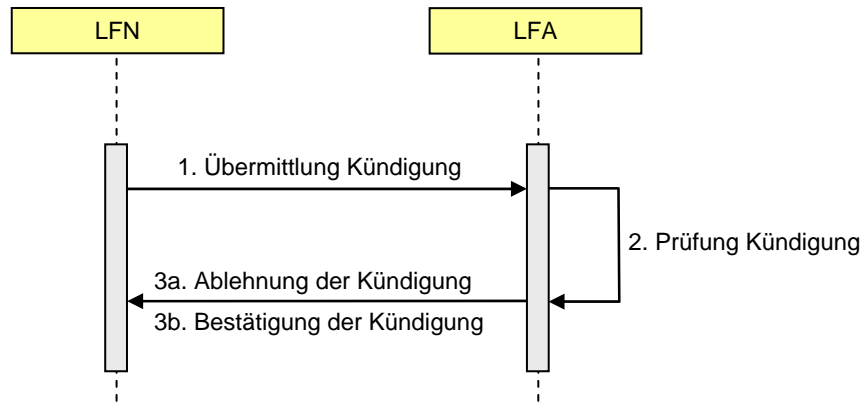 LFN
LFA
1. Übermittlung Kündigung
2. Prüfung Kündigung
3a. Ablehnung der Kündigung
3b. Bestätigung der Kündigung